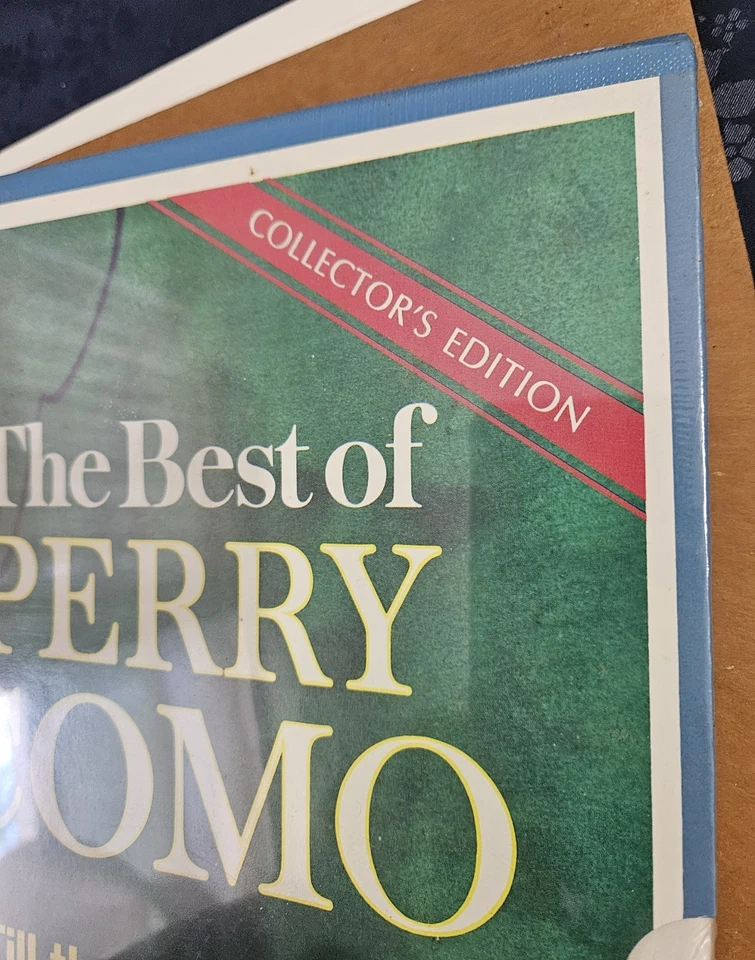 COLLECTOR'S EDITION
The Best of
PERRY
COMO